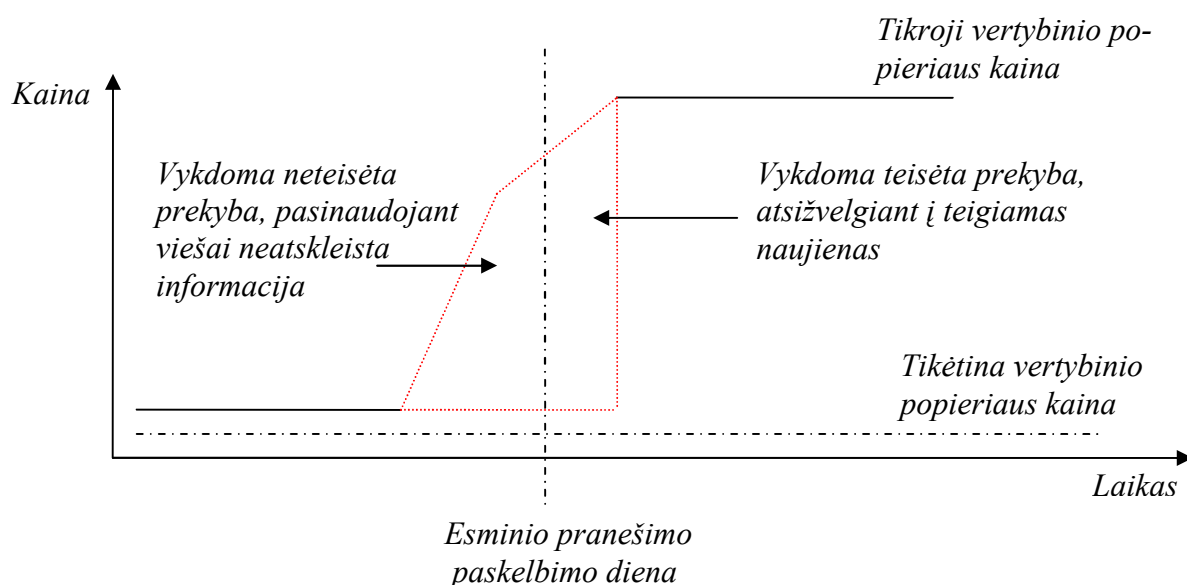 Tikroji vertybinio po-
pieriaus kaina
Kaina
Vykdoma neteisėta
prekyba, pasinaudojant
viešai neatskleista
informacija
Vykdoma teisėta prekyba,
atsižvelgiant į teigiamas
naujienas
Tikėtina vertybinio
popieriaus kaina
Laikas
Esminio pranešimo
paskelbimo diena